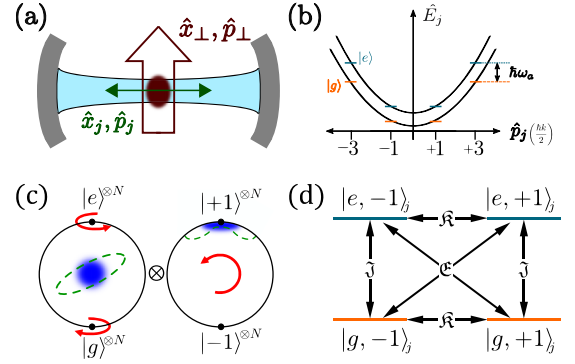 (a)
x̂⊥, p̂⊥
x̂j, p̂j
(b)
Êj
|e⟩
|g⟩
ħωa
p̂j(ħk/2)
−3 −1 +1 +3
(c)
|e⟩⊗N |+1⟩⊗N
⊗
|g⟩⊗N |−1⟩⊗N
(d)
|e, −1⟩j 𝔎 |e, +1⟩j
𝔍 𝔈 𝔍
|g, −1⟩j 𝔎 |g, +1⟩j